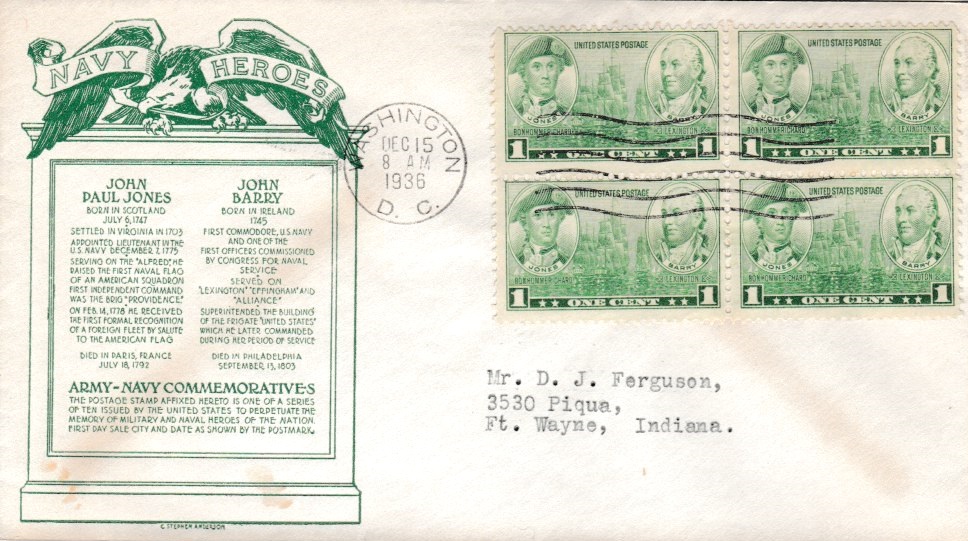 NAVY HEROES
JOHN
PAUL JONES
BORN IN SCOTLAND
JULY 6, 1747
SETTLED IN VIRGINIA IN 1703
APPOINTED LIEUTENANT IN THE
U.S. NAVY DECEMBER 7, 1775
SERVING ON THE "ALFRED", HE
RAISED THE FIRST NAVAL FLAG
OF AN AMERICAN SQUADRON
FIRST INDEPENDENT COMMAND
WAS THE BRIG "PROVIDENCE."
ON FEB. 14, 1778 HE RECEIVED
THE FIRST FORMAL RECOGNITION
OF A FOREIGN FLEET BY SALUTE
TO THE AMERICAN FLAG
DIED IN PARIS, FRANCE
JULY 18, 1792
JOHN
BARRY
BORN IN IRELAND
1745
FIRST COMMODORE, U.S. NAVY
AND ONE OF THE
FIRST OFFICERS COMMISSIONED
BY CONGRESS FOR NAVAL
SERVICE
SERVED ON
"LEXINGTON" "EFFINGHAM" AND
"ALLIANCE"
SUPERINTENDED THE BUILDING
OF THE FRIGATE "UNITED STATES"
WHICH HE LATER COMMANDED
DURING HER PERIOD OF SERVICE
DIED IN PHILADELPHIA
SEPTEMBER 13, 1803
ARMY-NAVY COMMEMORATIVES
THE POSTAGE STAMP AFFIXED HERETO IS ONE OF A SERIES
OF TEN ISSUED BY THE UNITED STATES TO PERPETUATE THE
MEMORY OF MILITARY AND NAVAL HEROES OF THE NATION.
FIRST DAY SALE CITY AND DATE AS SHOWN BY THE POSTMARK.
C. STEPHEN ANDERSON
WASHINGTON
DEC 15
8 AM
1936
D. C.
UNITED STATES POSTAGE
JONES BARRY
BONHOMME RICHARD LEXINGTON
1 ONE CENT 1
UNITED STATES POSTAGE
JONES BARRY
BONHOMME RICHARD LEXINGTON
1 ONE CENT 1
UNITED STATES POSTAGE
JONES BARRY
BONHOMME RICHARD LEXINGTON
1 ONE CENT 1
UNITED STATES POSTAGE
JONES BARRY
BONHOMME RICHARD LEXINGTON
1 ONE CENT 1
Mr. D. J. Ferguson,
3530 Piqua,
Ft. Wayne, Indiana.